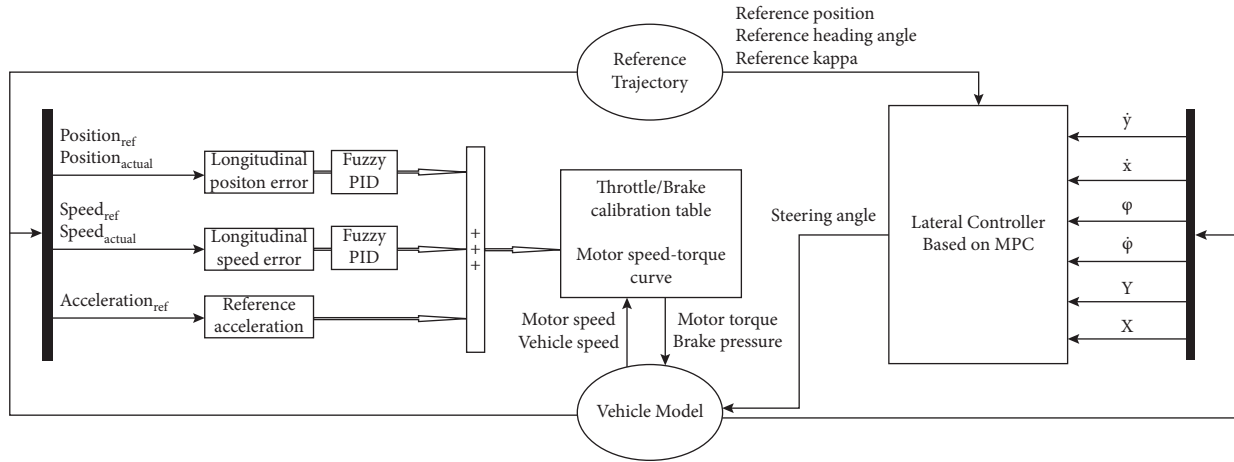 Reference position
Reference heading angle
Reference kappa
Reference
Trajectory
Position_ref
Position_actual
Longitudinal
positon error
Fuzzy
PID
Speed_ref
Speed_actual
Longitudinal
speed error
Fuzzy
PID
Acceleration_ref
Reference
acceleration
+
+
+
Throttle/Brake
calibration table
Motor speed-torque
curve
Motor speed
Vehicle speed
Motor torque
Brake pressure
Vehicle Model
Steering angle
Lateral Controller
Based on MPC
ẏ
ẋ
φ
φ̇
Y
X